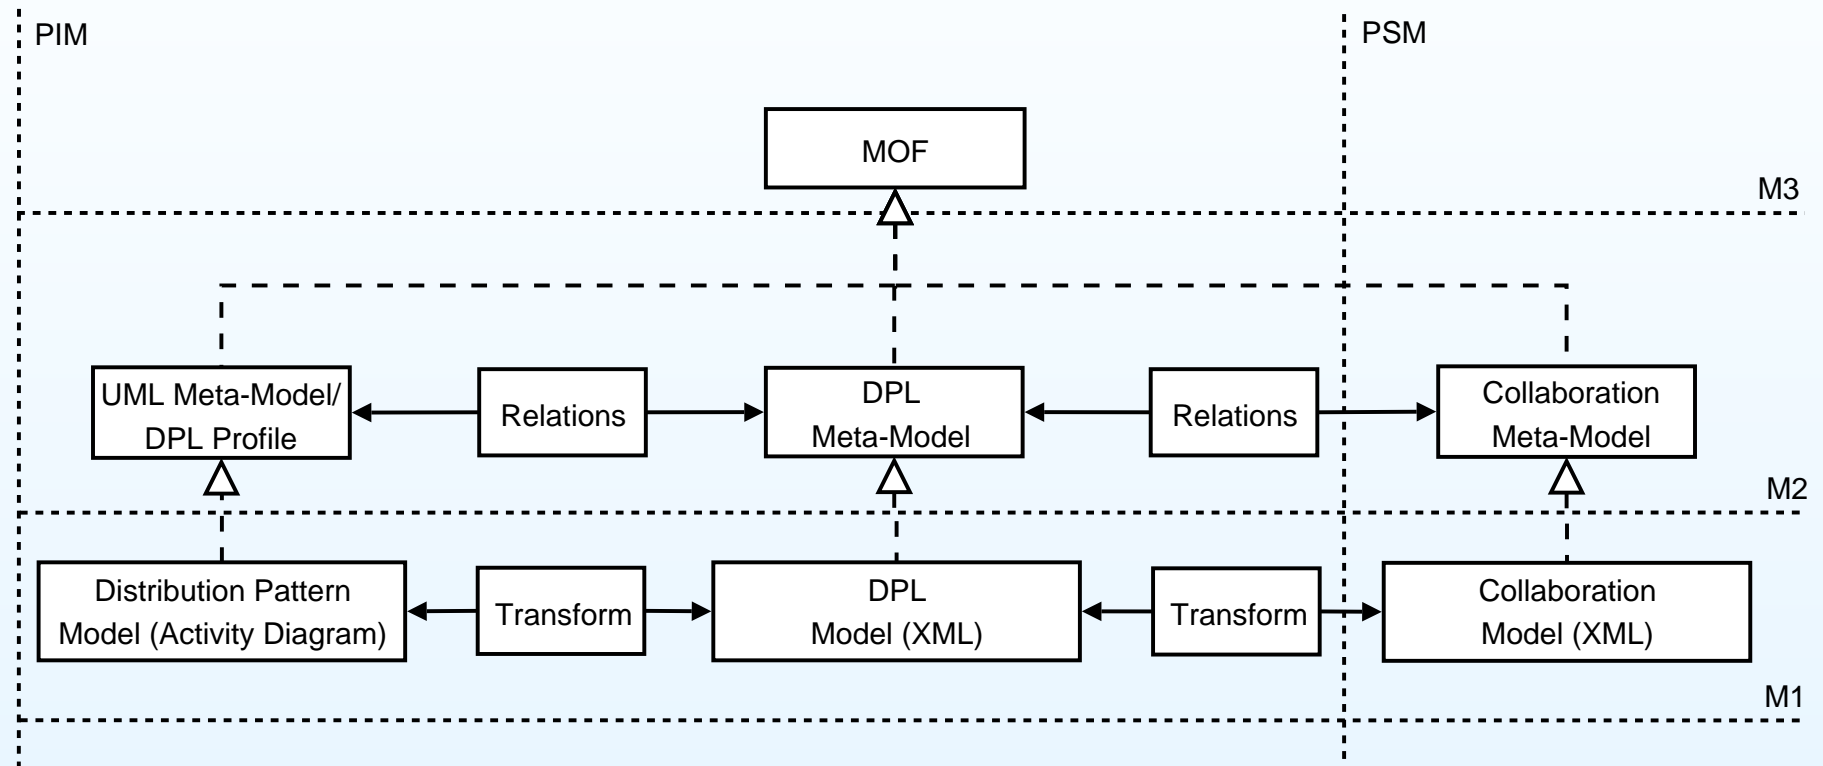 PIM
PSM
MOF
M3
UML Meta-Model/
DPL Profile
Relations
DPL
Meta-Model
Relations
Collaboration
Meta-Model
M2
Distribution Pattern
Model (Activity Diagram)
Transform
DPL
Model (XML)
Transform
Collaboration
Model (XML)
M1